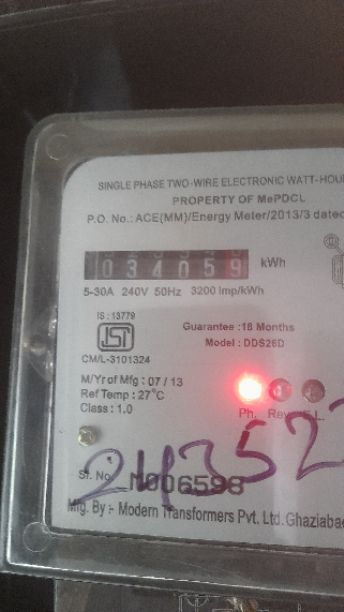 SINGLE PHASE TWO-WIRE ELECTRONIC WATT-HOU
PROPERTY OF MePDCL
P.O. No.: ACE(MM)/Energy Meter/2013/3 dated
034059 kWh
5-30A 240V 50Hz 3200 Imp/kWh
IS : 13779
ISI
CM/L-3101324
Guarantee :18 Months
Model : DDS26D
M/Yr of Mfg : 07 / 13
Ref Temp : 27°C
Class : 1.0
Ph. Rev E.L.
243527
Sr. No. M006598
Mfg. By :- Modern Transformers Pvt. Ltd. Ghaziabad